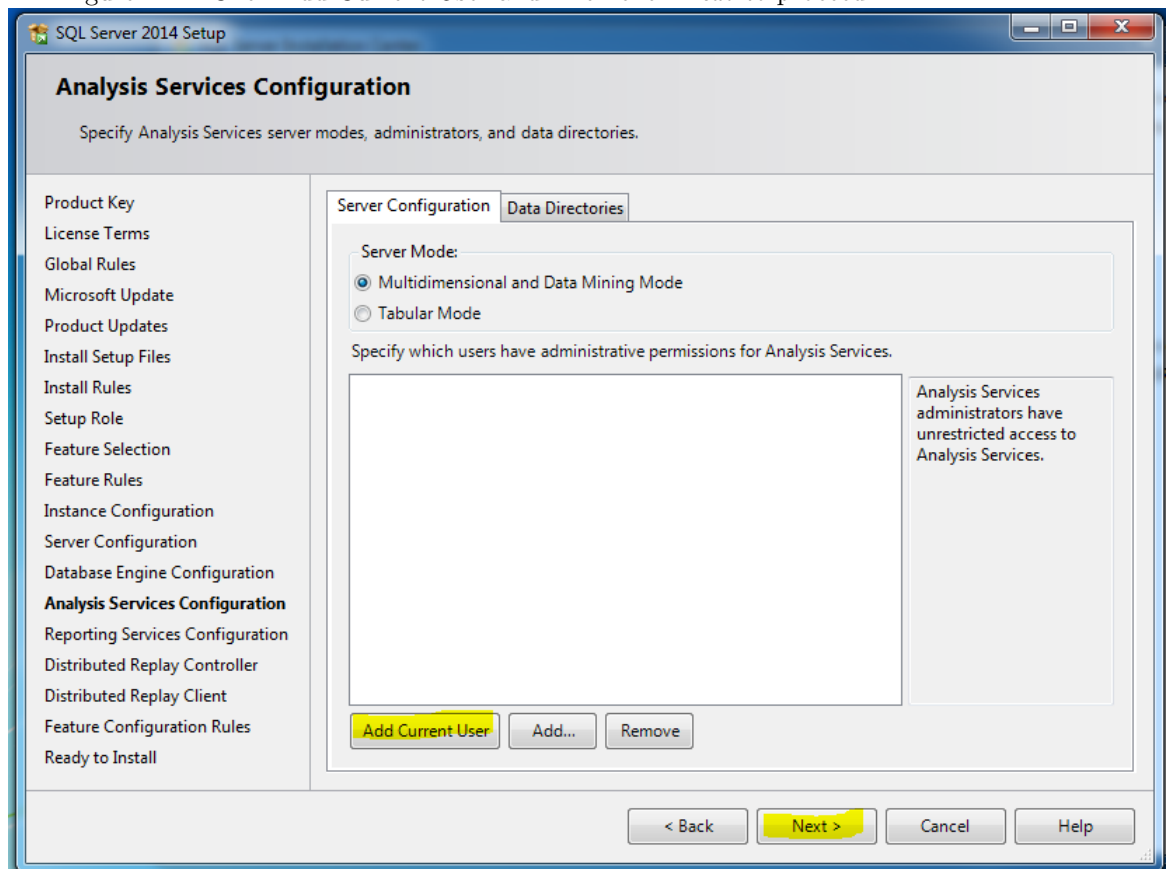 SQL Server 2014 Setup
Analysis Services Configuration
Specify Analysis Services server modes, administrators, and data directories.
Product Key
License Terms
Global Rules
Microsoft Update
Product Updates
Install Setup Files
Install Rules
Setup Role
Feature Selection
Feature Rules
Instance Configuration
Server Configuration
Database Engine Configuration
Analysis Services Configuration
Reporting Services Configuration
Distributed Replay Controller
Distributed Replay Client
Feature Configuration Rules
Ready to Install
Server Configuration Data Directories
Server Mode:
Multidimensional and Data Mining Mode
Tabular Mode
Specify which users have administrative permissions for Analysis Services.
Analysis Services
administrators have
unrestricted access to
Analysis Services.
Add Current User Add... Remove
< Back Next > Cancel Help